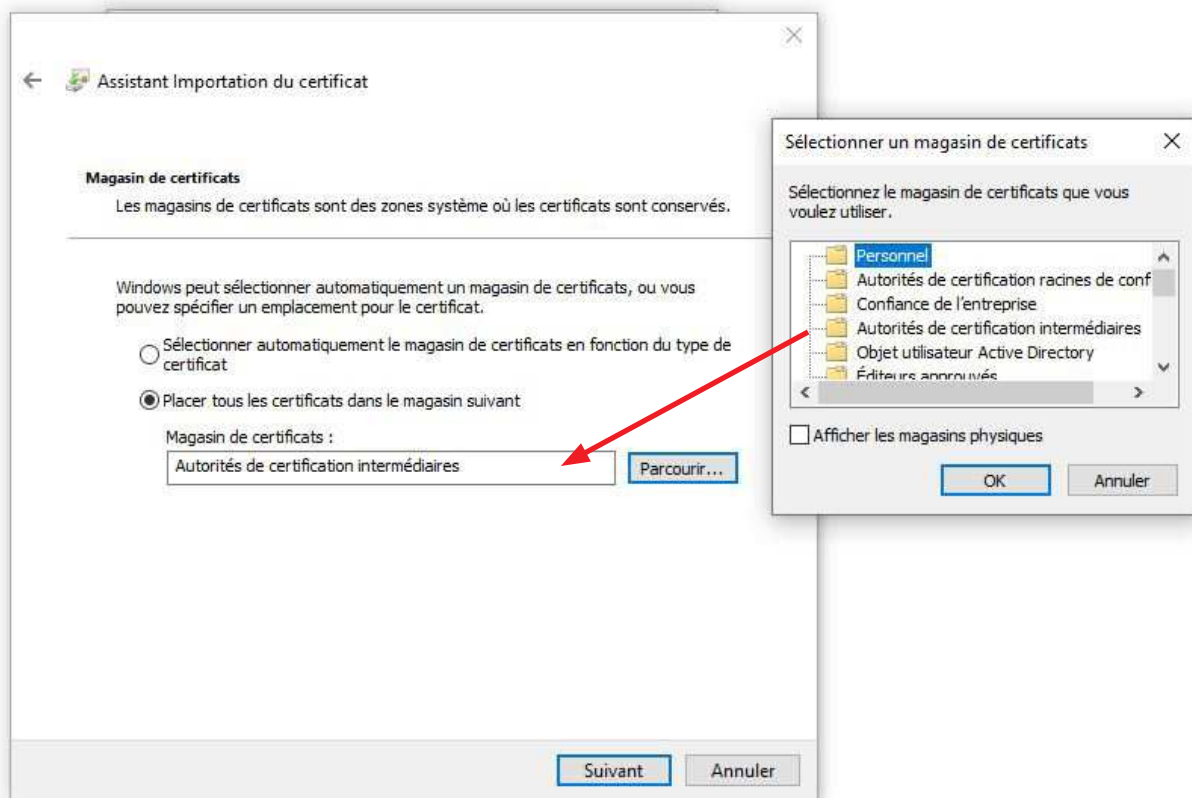 Assistant Importation du certificat
Magasin de certificats
Les magasins de certificats sont des zones système où les certificats sont conservés.
Windows peut sélectionner automatiquement un magasin de certificats, ou vous
pouvez spécifier un emplacement pour le certificat.
Sélectionner automatiquement le magasin de certificats en fonction du type de
certificat
Placer tous les certificats dans le magasin suivant
Magasin de certificats :
Autorités de certification intermédiaires
Parcourir...
Suivant
Annuler
Sélectionner un magasin de certificats
Sélectionnez le magasin de certificats que vous
voulez utiliser.
Personnel
Autorités de certification racines de conf
Confiance de l'entreprise
Autorités de certification intermédiaires
Objet utilisateur Active Directory
Éditeurs approuvés
Afficher les magasins physiques
OK
Annuler